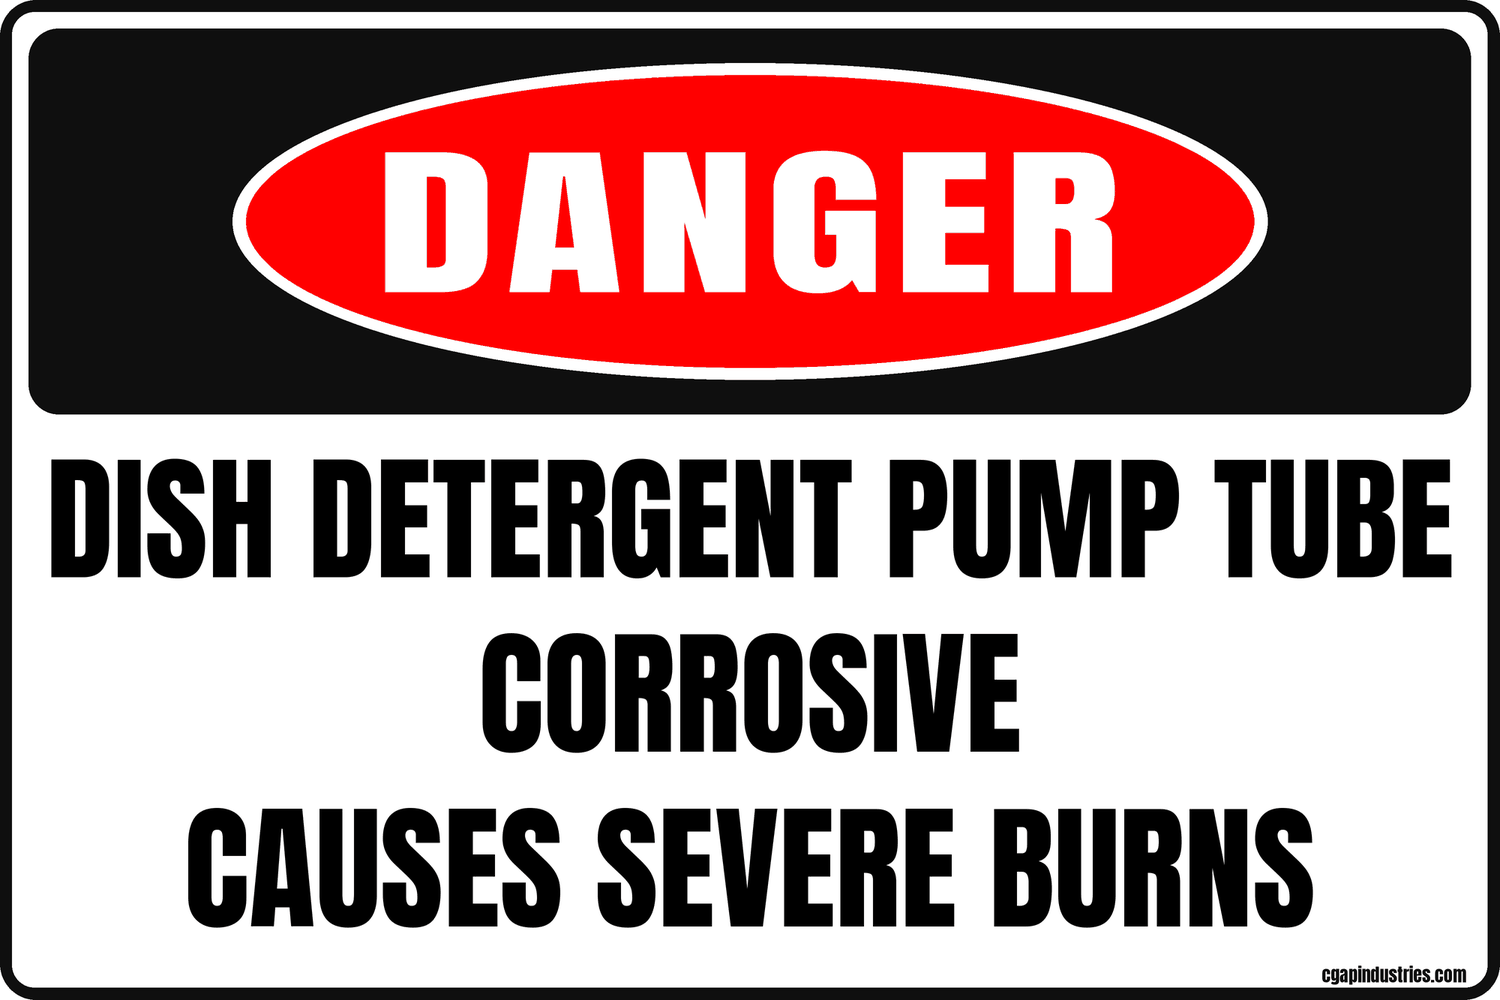 DANGER
DISH DETERGENT PUMP TUBE
CORROSIVE
CAUSES SEVERE BURNS
cgapindustries.com